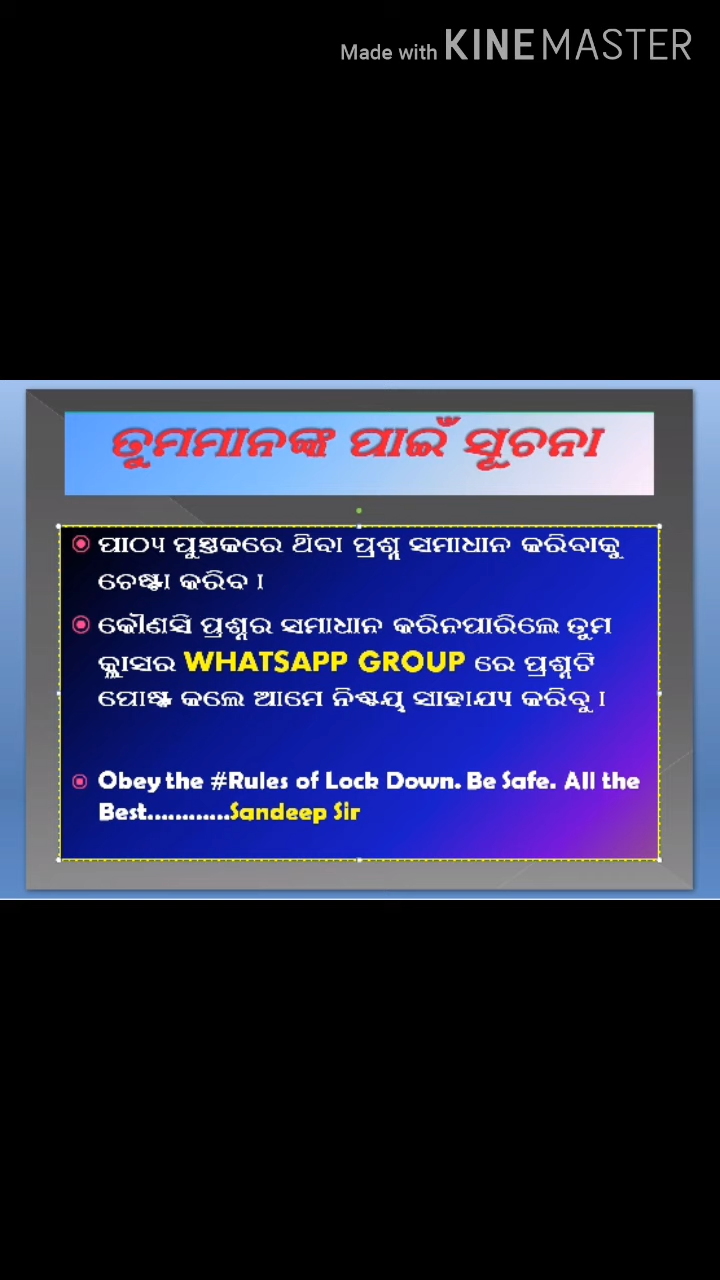 Made with KINEMASTER
ତୁମମାନଙ୍କ ପାଇଁ ସୂଚନା
ପାଠ୍ୟ ପୁସ୍ତକରେ ଥିବା ପ୍ରଶ୍ନ ସମାଧାନ କରିବାକୁ
ଚେଷ୍ଟା କରିବ ।
କୌଣସି ପ୍ରଶ୍ନର ସମାଧାନ କରିନପାରିଲେ ତୁମ
କ୍ଲାସର WHATSAPP GROUP ରେ ପ୍ରଶ୍ନଟି
ପୋଷ୍ଟ କଲେ ଆମେ ନିଶ୍ଚୟ ସାହାଯ୍ୟ କରିବୁ ।
Obey the #Rules of Lock Down. Be Safe. All the
Best............Sandeep Sir